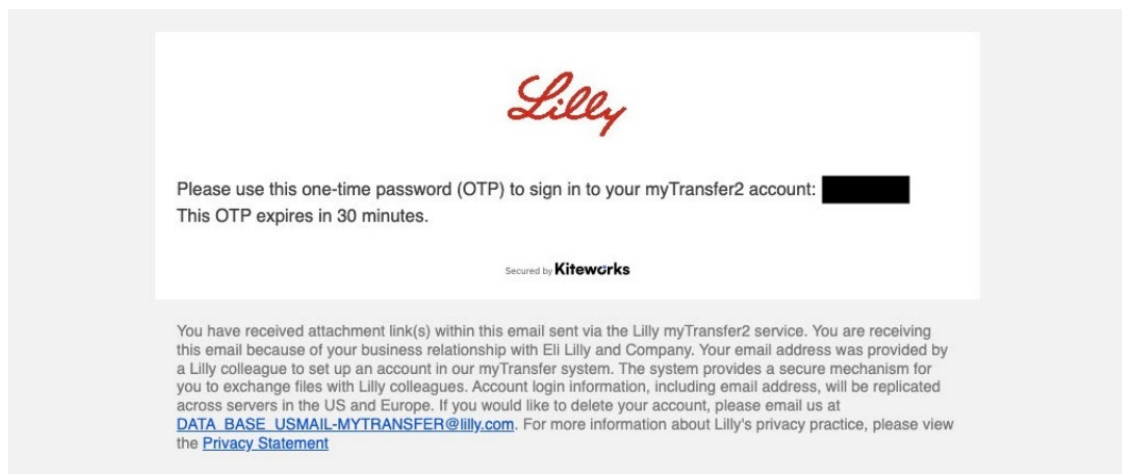 Lilly
Please use this one-time password (OTP) to sign in to your myTransfer2 account:
This OTP expires in 30 minutes.
Secured by Kiteworks
You have received attachment link(s) within this email sent via the Lilly myTransfer2 service. You are receiving
this email because of your business relationship with Eli Lilly and Company. Your email address was provided by
a Lilly colleague to set up an account in our myTransfer system. The system provides a secure mechanism for
you to exchange files with Lilly colleagues. Account login information, including email address, will be replicated
across servers in the US and Europe. If you would like to delete your account, please email us at
DATA_BASE_USMAIL-MYTRANSFER@lilly.com. For more information about Lilly's privacy practice, please view
the Privacy Statement